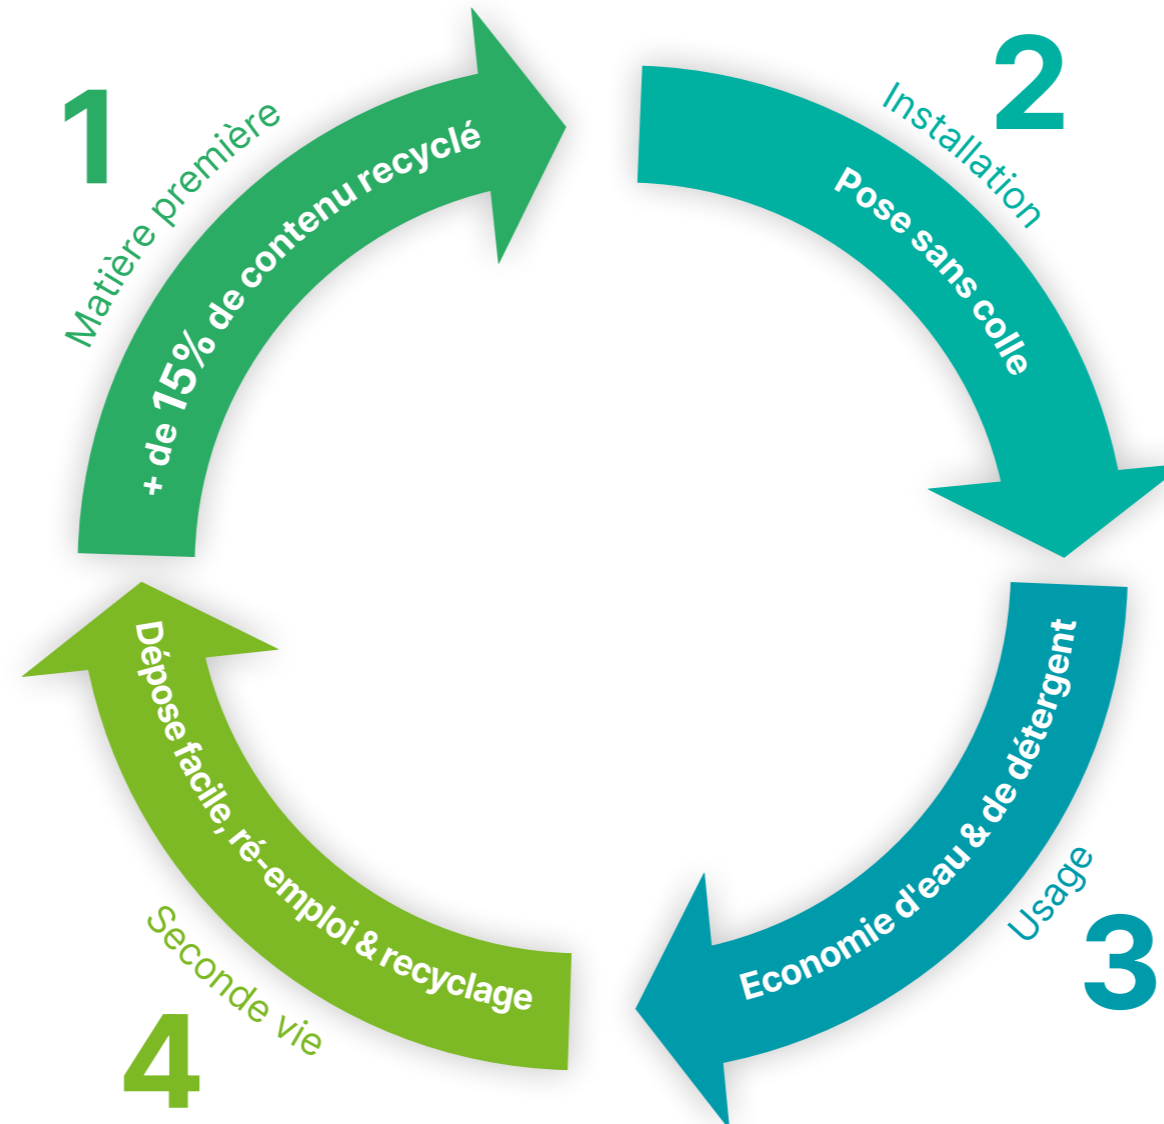 1
Matière première
+ de 15% de contenu recyclé
2
Installation
Pose sans colle
3
Usage
Economie d'eau & de détergent
4
Seconde vie
Dépose facile, ré-emploi & recyclage